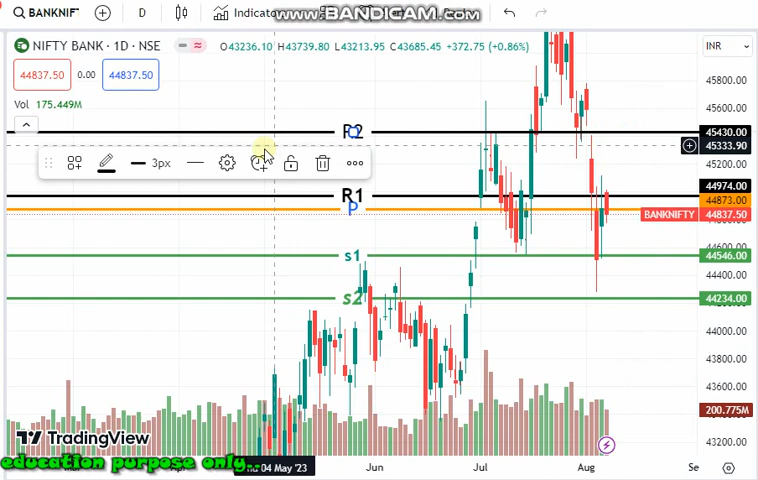 BANKNIF
D
Indicato
www.BANDICAM.com
NIFTY BANK · 1D · NSE
O43236.10 H43739.80 L43213.95 C43685.45 +372.75 (+0.86%)
INR
44837.50
0.00
44837.50
Vol 175.449M
45800.00
45600.00
R2
45430.00
45333.90
3px
45200.00
R1
44974.00
P
44873.00
BANKNIFTY
44837.50
s1
44546.00
44600.00
44400.00
s2
44234.00
44000.00
43800.00
43600.00
43400.00
200.775M
43200.00
TradingView
education purpose only..
Thu 04 May '23
Jun
Jul
Aug
Se